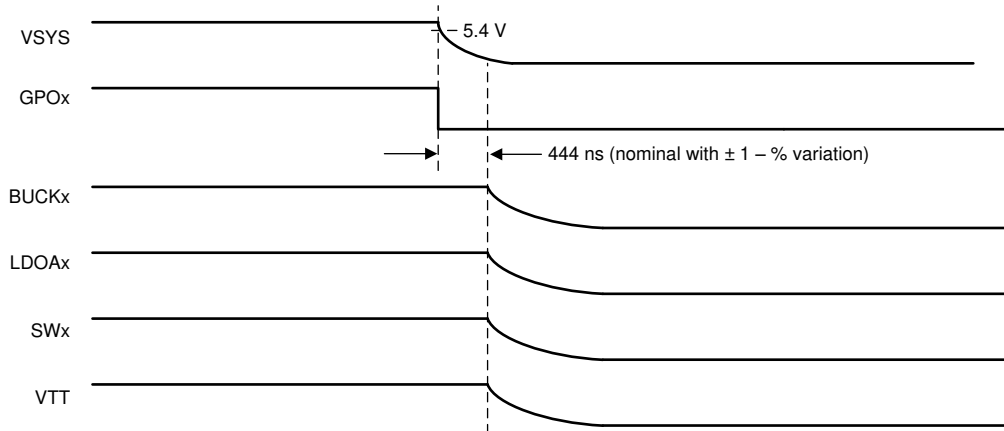 VSYS
5.4 V
GPOx
444 ns (nominal with ± 1 – % variation)
BUCKx
LDOAx
SWx
VTT